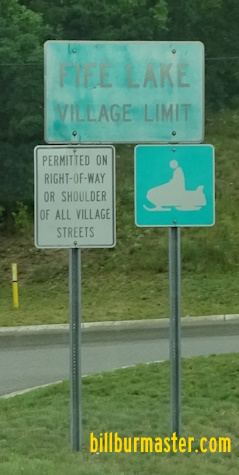 FIFE LAKE
VILLAGE LIMIT
PERMITTED ON
RIGHT-OF-WAY
OR SHOULDER
OF ALL VILLAGE
STREETS
billburmaster.com